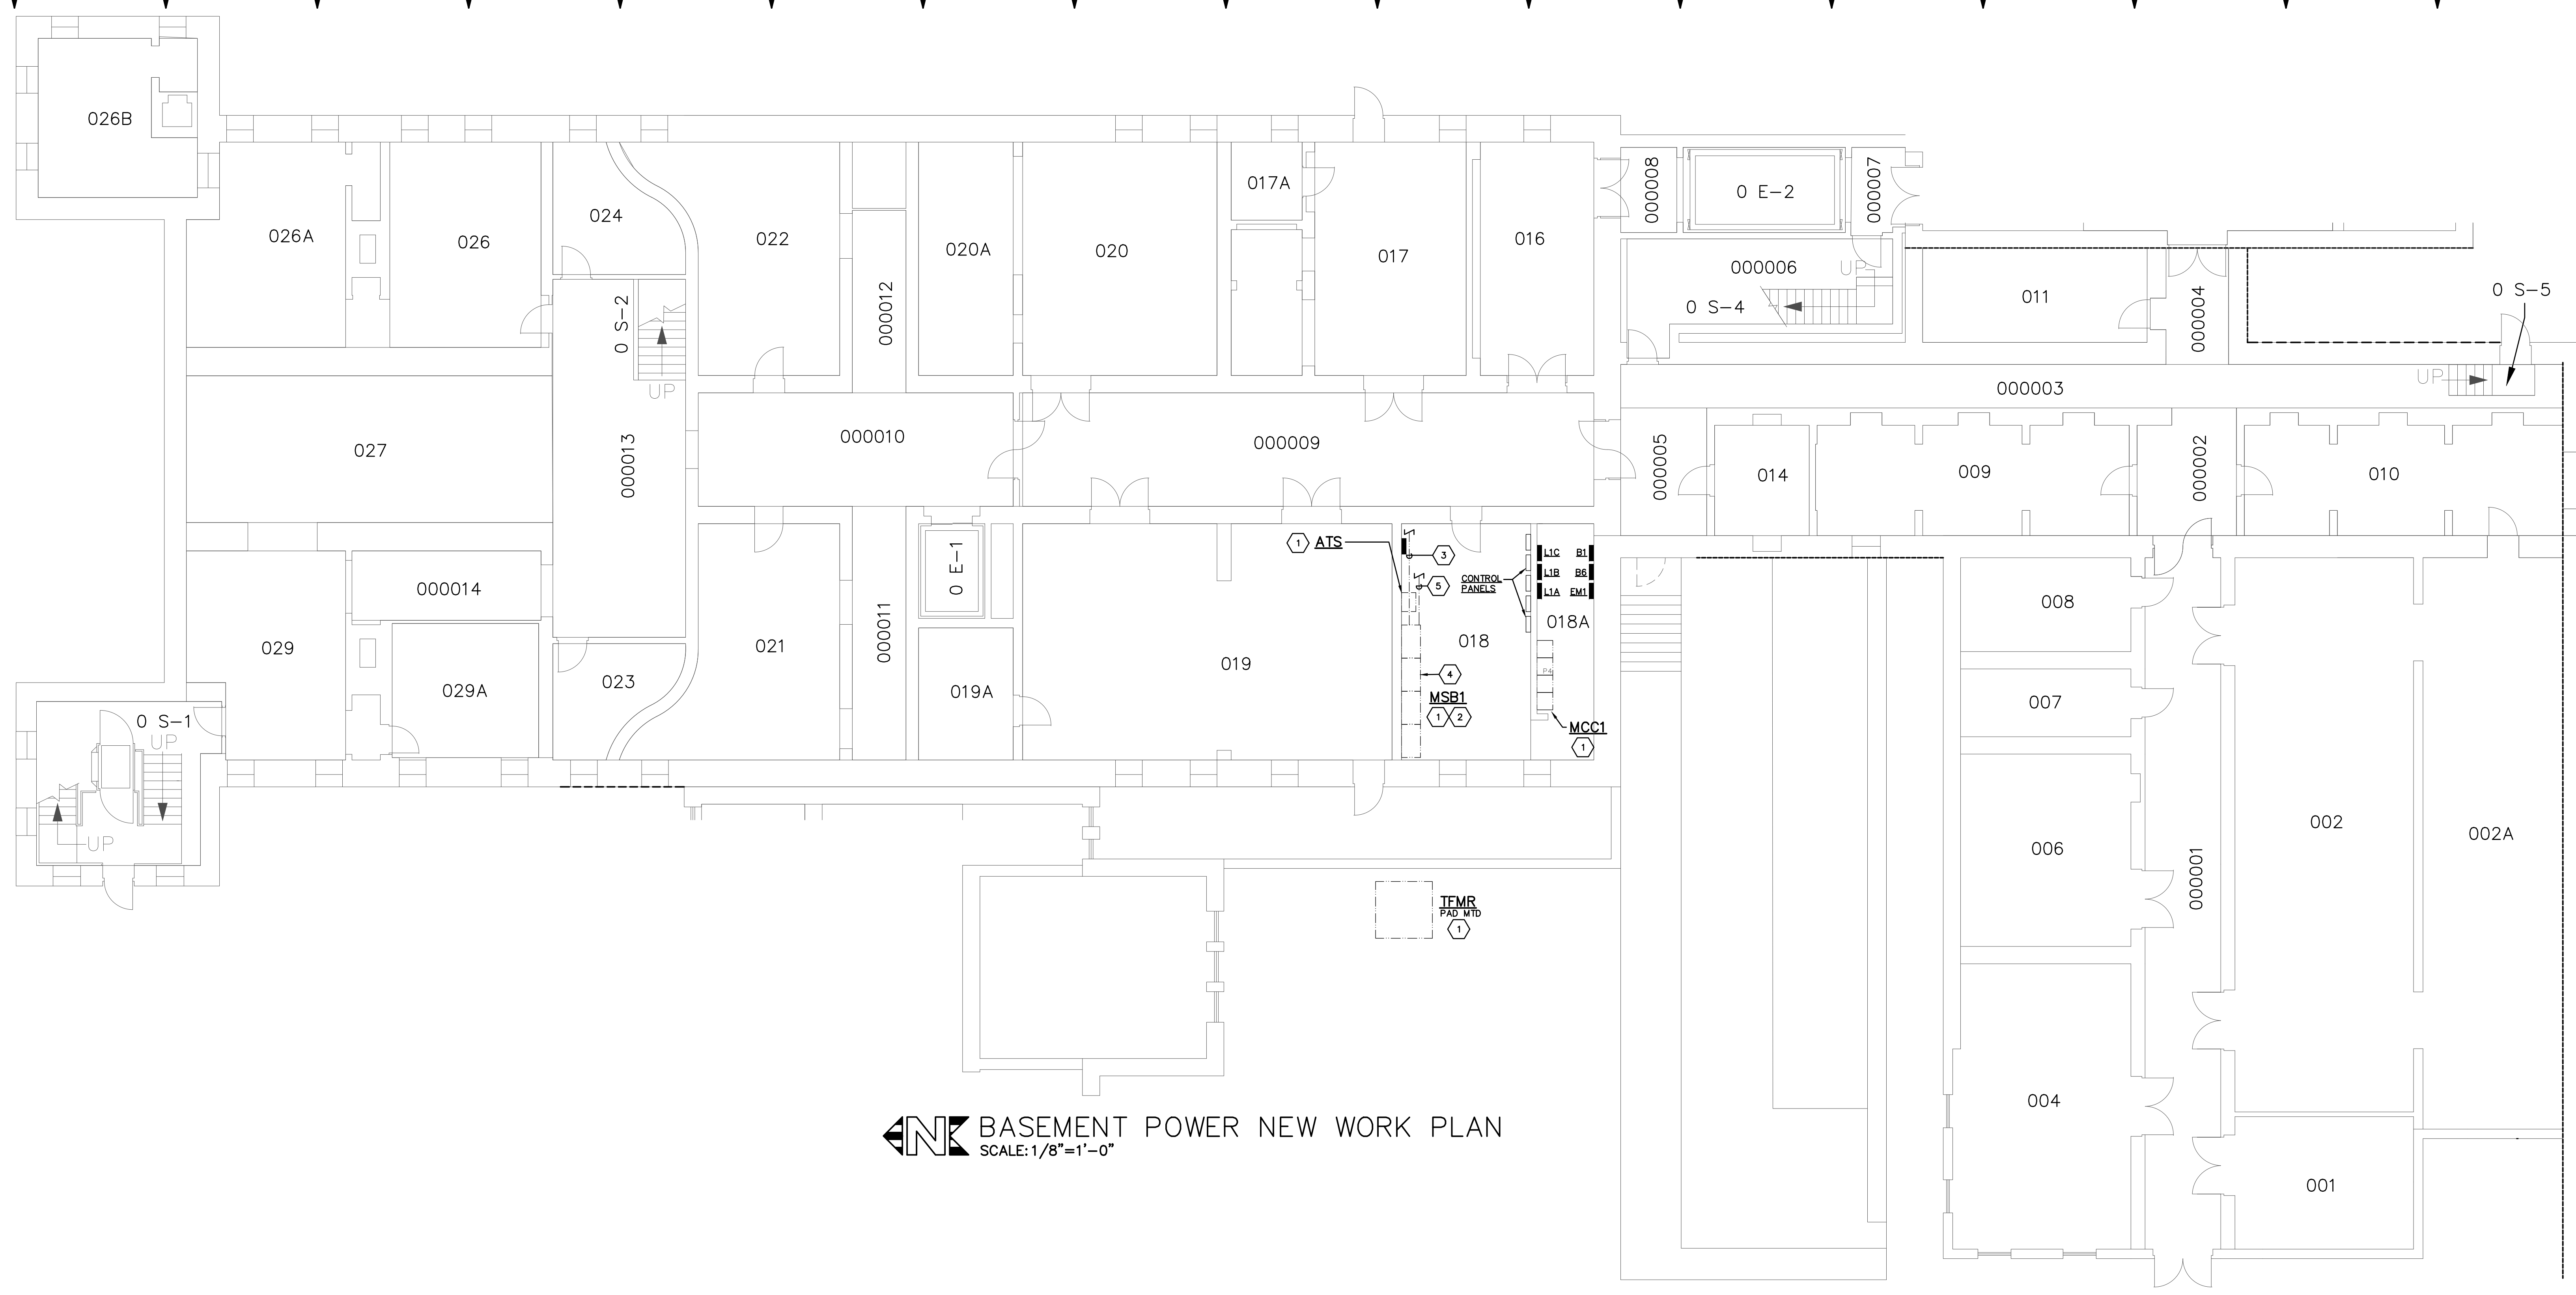 026B
017A
000008
0 E-2
000007
026A
026
024
022
020A
020
017
016
000012
0 S-2
UP
000006
UP
0 S-4
011
000004
0 S-5
UP
000003
027
000013
000010
000009
000005
014
009
000002
010
0 E-1
1 ATS
3
5
CONTROL
PANELS
L1C B1
L1B B6
L1A EM1
018A
018
000014
029
029A
023
021
000011
019A
019
4
MSB1
1 2
P4
MCC1
1
008
007
006
004
000001
002
002A
001
0 S-1
UP
UP
TFMR
PAD MTD
1
N
BASEMENT POWER NEW WORK PLAN
SCALE: 1/8"=1'-0"